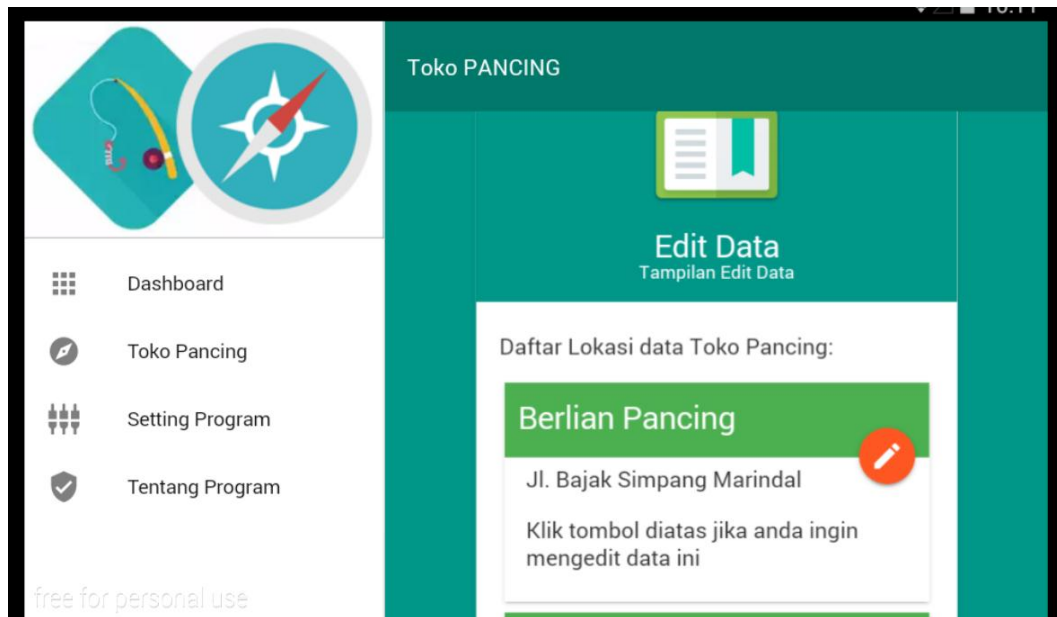 Toko PANCING
Dashboard
Toko Pancing
Setting Program
Tentang Program
free for personal use
Edit Data
Tampilan Edit Data
Daftar Lokasi data Toko Pancing:
Berlian Pancing
Jl. Bajak Simpang Marindal
Klik tombol diatas jika anda ingin
mengedit data ini